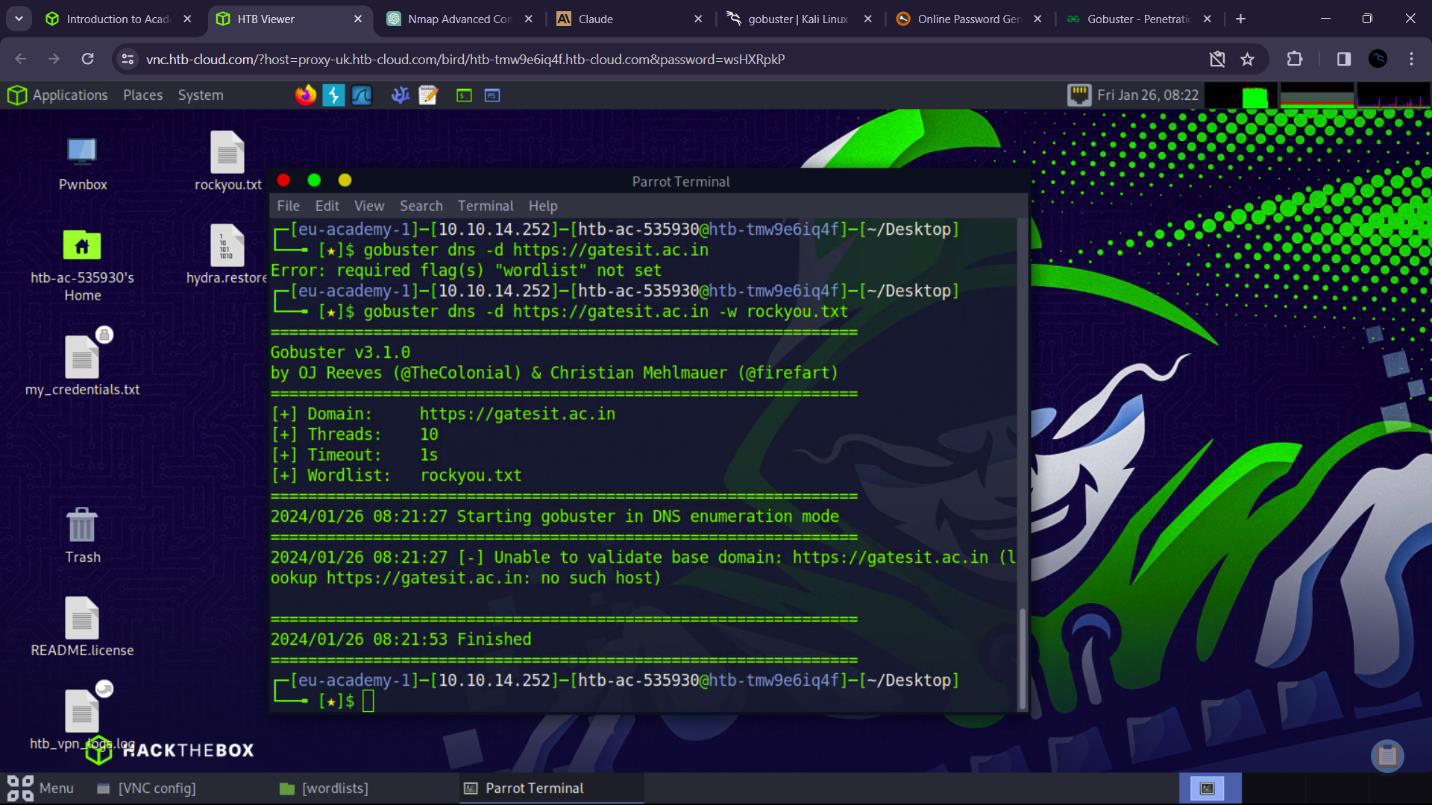 Introduction to Acad
HTB Viewer
Nmap Advanced Con
Claude
gobuster | Kali Linux
Online Password Gen
Gobuster - Penetratio
vnc.htb-cloud.com/?host=proxy-uk.htb-cloud.com/bird/htb-tmw9e6iq4f.htb-cloud.com&password=wsHXRpkP
Applications Places System
Fri Jan 26, 08:22
Pwnbox
rockyou.txt
htb-ac-535930's
Home
hydra.restore
my_credentials.txt
Trash
README.license
htb_vpn_logs.log
HACKTHEBOX
Parrot Terminal
File Edit View Search Terminal Help
┌─[eu-academy-1]─[10.10.14.252]─[htb-ac-535930@htb-tmw9e6iq4f]─[~/Desktop]
└──╼ [★]$ gobuster dns -d https://gatesit.ac.in
Error: required flag(s) "wordlist" not set
┌─[eu-academy-1]─[10.10.14.252]─[htb-ac-535930@htb-tmw9e6iq4f]─[~/Desktop]
└──╼ [★]$ gobuster dns -d https://gatesit.ac.in -w rockyou.txt
===============================================================
Gobuster v3.1.0
by OJ Reeves (@TheColonial) & Christian Mehlmauer (@firefart)
===============================================================
[+] Domain:     https://gatesit.ac.in
[+] Threads:    10
[+] Timeout:    1s
[+] Wordlist:   rockyou.txt
===============================================================
2024/01/26 08:21:27 Starting gobuster in DNS enumeration mode
===============================================================
2024/01/26 08:21:27 [-] Unable to validate base domain: https://gatesit.ac.in (l
ookup https://gatesit.ac.in: no such host)
===============================================================
2024/01/26 08:21:53 Finished
===============================================================
┌─[eu-academy-1]─[10.10.14.252]─[htb-ac-535930@htb-tmw9e6iq4f]─[~/Desktop]
└──╼ [★]$
Menu
[VNC config]
[wordlists]
Parrot Terminal